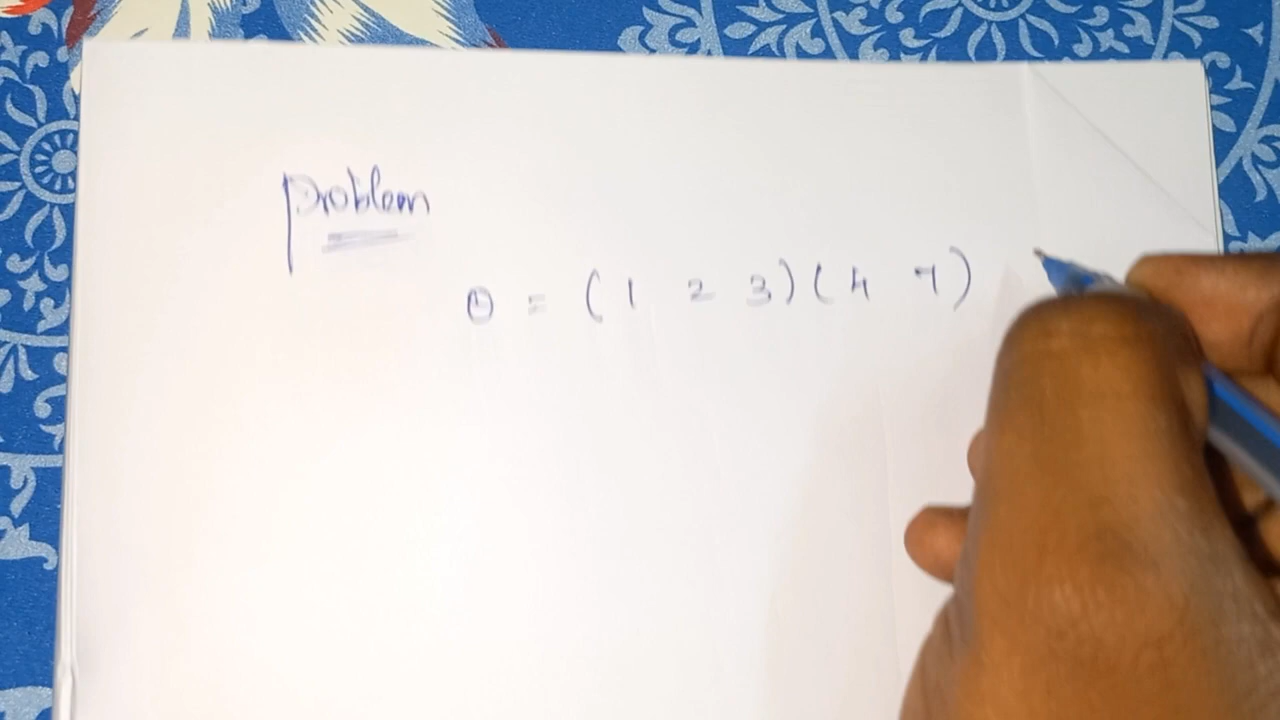 Problem
θ = (1 2 3)(4 7)